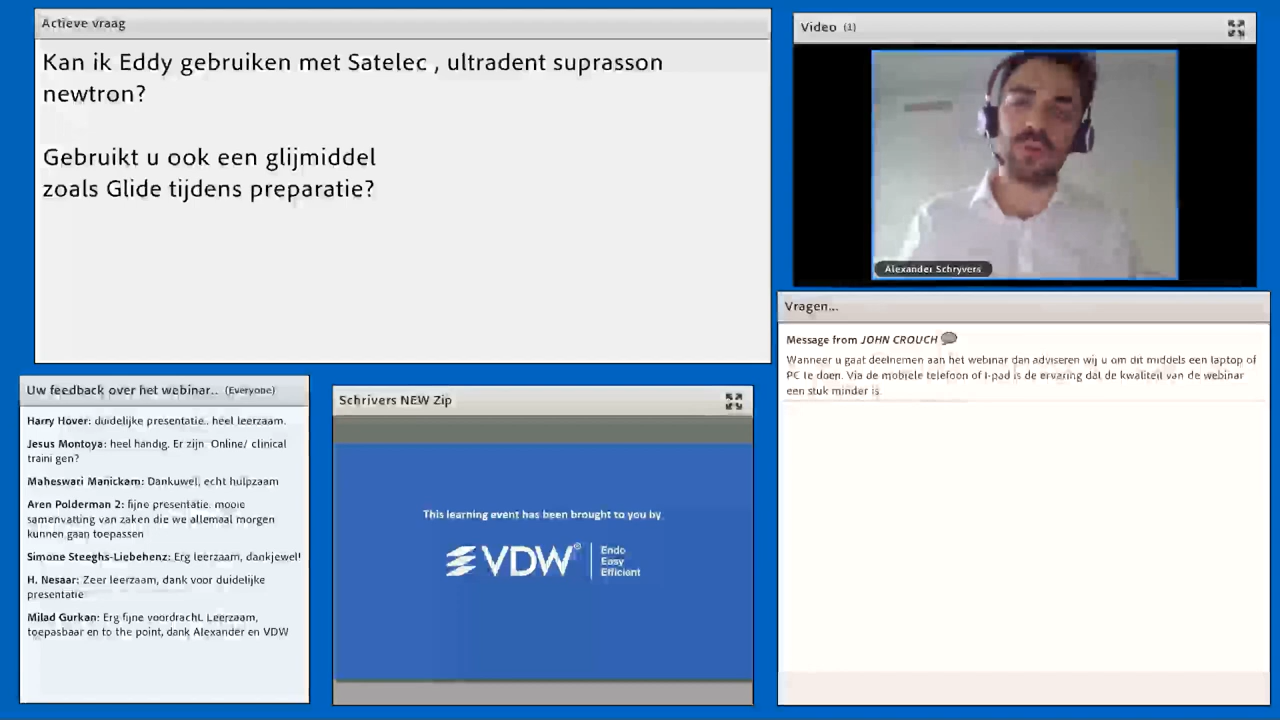 Actieve vraag
Kan ik Eddy gebruiken met Satelec , ultradent suprasson
newtron?
Gebruikt u ook een glijmiddel
zoals Glide tijdens preparatie?
Video (1)
Alexander Schryvers
Vragen...
Message from JOHN CROUCH
Wanneer u gaat deelnemen aan het webinar dan adviseren wij u om dit middels een laptop of
PC te doen. Via de mobiele telefoon of I-pad is de ervaring dat de kwaliteit van de webinar
een stuk minder is
Uw feedback over het webinar.. (Everyone)
Harry Hover: duidelijke presentatie.. heel leerzaam.
Jesus Montoya: heel handig. Er zijn Online/ clinical
traini gen?
Maheswari Manickam: Dankuwel, echt hulpzaam
Aren Polderman 2: fijne presentatie. mooie
samenvatting van zaken die we allemaal morgen
kunnen gaan toepassen
Simone Steeghs-Liebehenz: Erg leerzaam, dankjewel!
H. Nesaar: Zeer leerzaam, dank voor duidelijke
presentatie
Milad Gurkan: Erg fijne voordracht. Leerzaam,
toepasbaar en to the point, dank Alexander en VDW
Schrivers NEW Zip
This learning event has been brought to you by
VDW®
Endo
Easy
Efficient